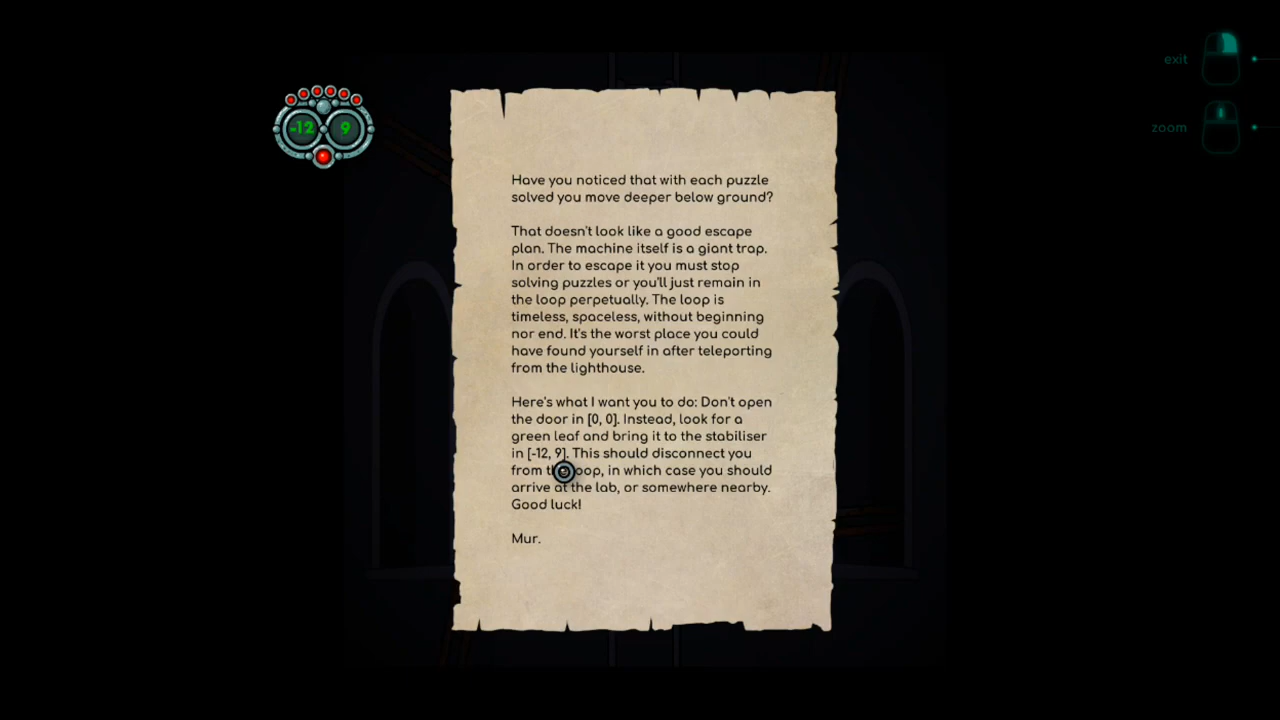 exit
-12 9
zoom
Have you noticed that with each puzzle
solved you move deeper below ground?
That doesn't look like a good escape
plan. The machine itself is a giant trap.
In order to escape it you must stop
solving puzzles or you'll just remain in
the loop perpetually. The loop is
timeless, spaceless, without beginning
nor end. It's the worst place you could
have found yourself in after teleporting
from the lighthouse.
Here's what I want you to do: Don't open
the door in [0, 0]. Instead, look for a
green leaf and bring it to the stabiliser
in [-12, 9]. This should disconnect you
from the loop, in which case you should
arrive at the lab, or somewhere nearby.
Good luck!
Mur.